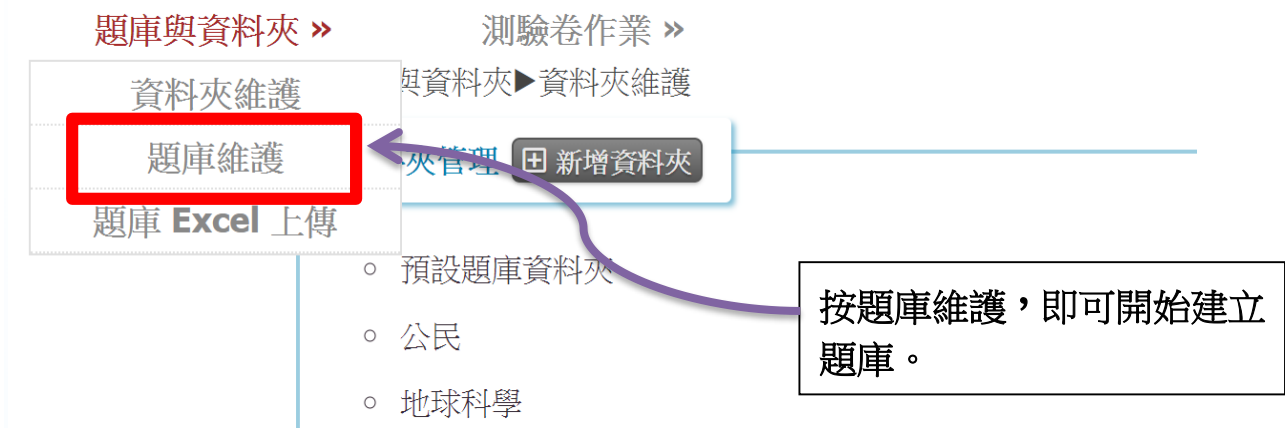 題庫與資料夾 » 測驗卷作業 »
資料夾維護
與資料夾▶資料夾維護
題庫維護
夾管理 新增資料夾
題庫 Excel 上傳
預設題庫資料夾
按題庫維護，即可開始建立
題庫。
公民
地球科學